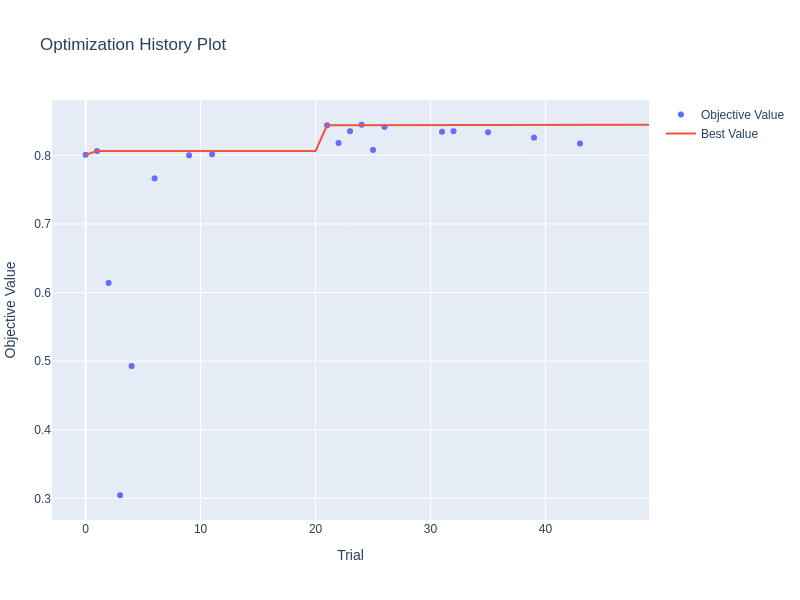 Optimization History Plot
Objective Value
Best Value
0.8
0.7
0.6
0.5
0.4
0.3
Objective Value
0
10
20
30
40
Trial